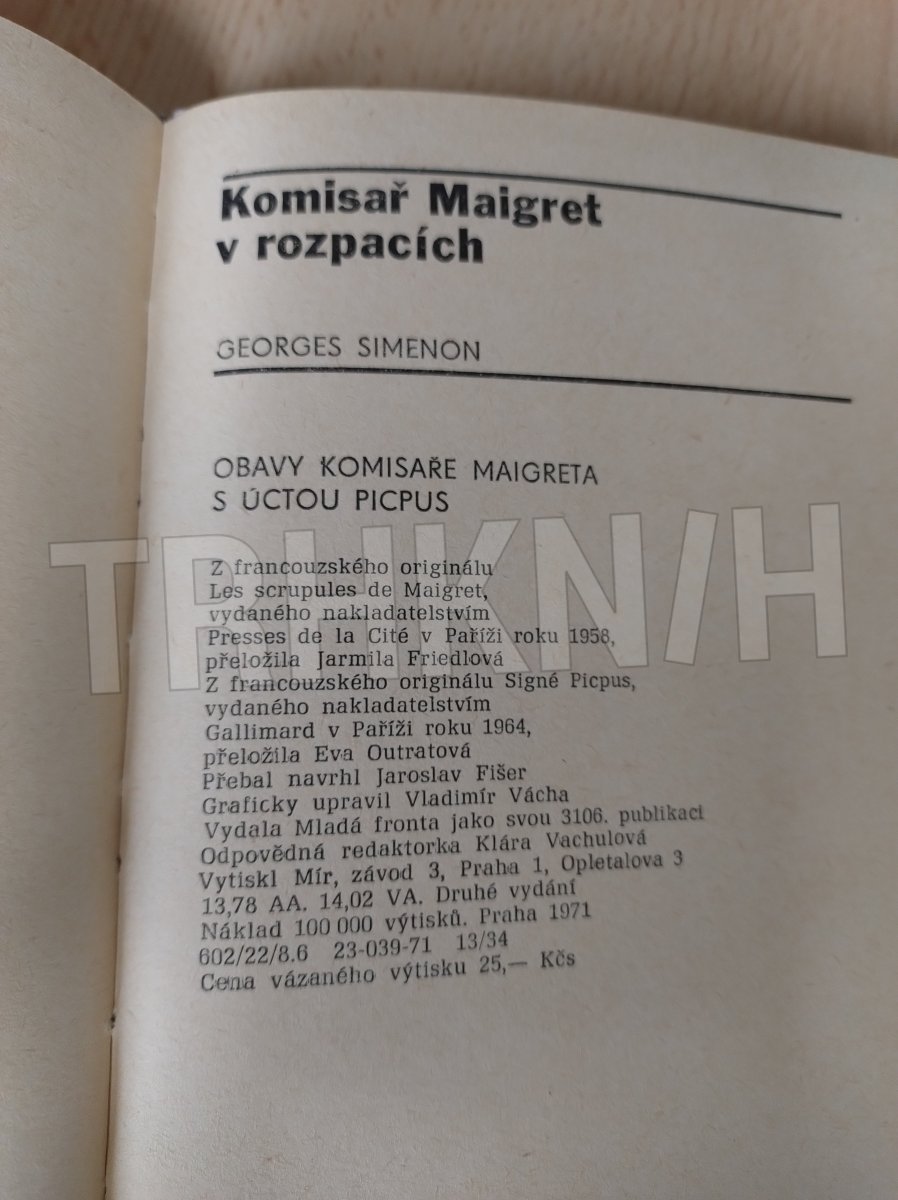 Komisař Maigret
v rozpacích
GEORGES SIMENON
OBAVY KOMISAŘE MAIGRETA
S ÚCTOU PICPUS
TRHKN/H
Z francouzského originálu
Les scrupules de Maigret,
vydaného nakladatelstvím
Presses de la Cité v Paříži roku 1958,
přeložila Jarmila Friedlová
Z francouzského originálu Signé Picpus,
vydaného nakladatelstvím
Gallimard v Paříži roku 1964,
přeložila Eva Outratová
Přebal navrhl Jaroslav Fišer
Graficky upravil Vladimír Vácha
Vydala Mladá fronta jako svou 3106. publikaci
Odpovědná redaktorka Klára Vachulová
Vytiskl Mír, závod 3, Praha 1, Opletalova 3
13,78 AA. 14,02 VA. Druhé vydání
Náklad 100 000 výtisků. Praha 1971
602/22/8.6 23-039-71 13/34
Cena vázaného výtisku 25,— Kčs